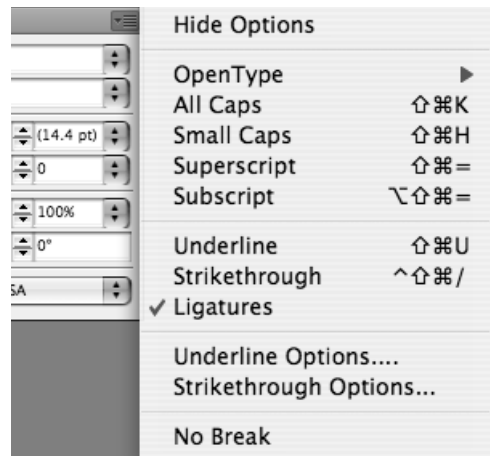 Hide Options
OpenType
All Caps ⇧⌘K
(14.4 pt) Small Caps ⇧⌘H
0 Superscript ⇧⌘=
Subscript ⌥⇧⌘=
100%
0° Underline ⇧⌘U
Strikethrough ^⇧⌘/
SA ✓ Ligatures
Underline Options....
Strikethrough Options...
No Break